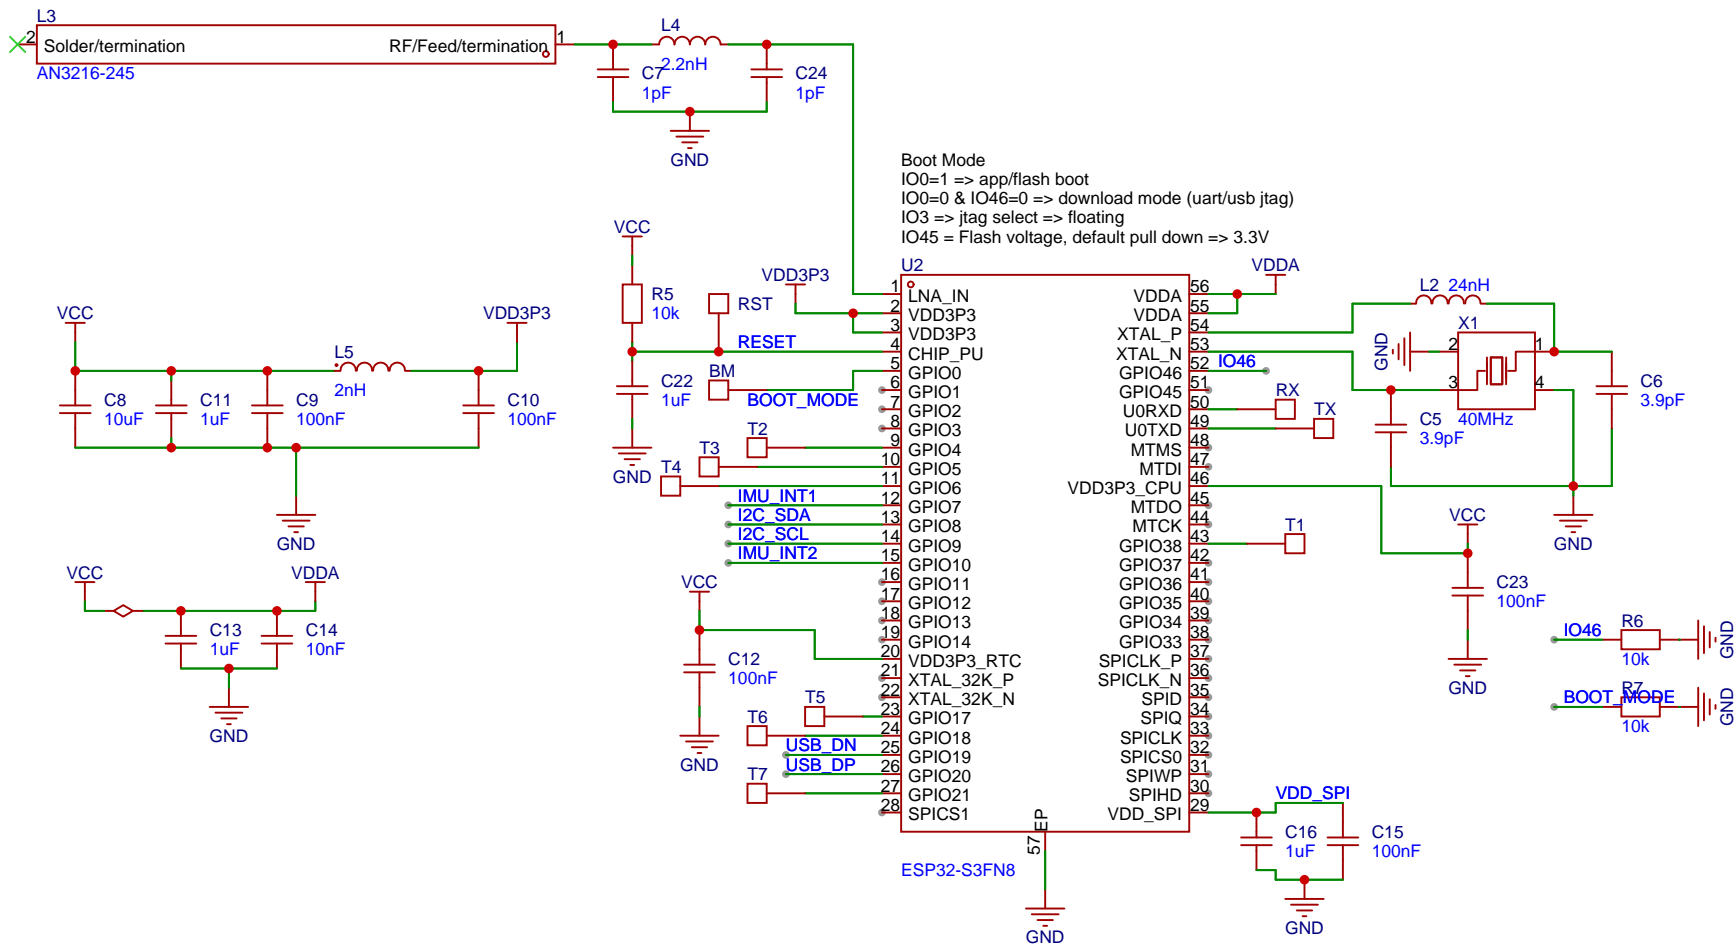 L3
2 Solder/termination RF/Feed/termination 1
AN3216-245
L4
2.2nH
C7
1pF
C24
1pF
GND
Boot Mode
IO0=1 => app/flash boot
IO0=0 & IO46=0 => download mode (uart/usb jtag)
IO3 => jtag select => floating
IO45 = Flash voltage, default pull down => 3.3V
VCC
VDD3P3
L5
2nH
C8
10uF
C11
1uF
C9
100nF
C10
100nF
GND
VCC
VDDA
C13
1uF
C14
10nF
GND
VCC
R5
10k
RST
RESET
C22
1uF
GND
VDD3P3
BM
BOOT_MODE
T2
T3
T4
IMU_INT1
I2C_SDA
I2C_SCL
IMU_INT2
VCC
C12
100nF
GND
T5
T6
USB_DN
USB_DP
T7
U2
1 LNA_IN
2 VDD3P3
3 VDD3P3
4 CHIP_PU
5 GPIO0
6 GPIO1
7 GPIO2
8 GPIO3
9 GPIO4
10 GPIO5
11 GPIO6
12 GPIO7
13 GPIO8
14 GPIO9
15 GPIO10
16 GPIO11
17 GPIO12
18 GPIO13
19 GPIO14
20 VDD3P3_RTC
21 XTAL_32K_P
22 XTAL_32K_N
23 GPIO17
24 GPIO18
25 GPIO19
26 GPIO20
27 GPIO21
28 SPICS1
VDDA 56
VDDA 55
XTAL_P 54
XTAL_N 53
GPIO46 52
GPIO45 51
U0RXD 50
U0TXD 49
MTMS 48
MTDI 47
VDD3P3_CPU 46
MTDO 45
MTCK 44
GPIO38 43
GPIO37 42
GPIO36 41
GPIO35 40
GPIO34 39
GPIO33 38
SPICLK_P 37
SPICLK_N 36
SPID 35
SPIQ 34
SPICLK 33
SPICS0 32
SPIWP 31
SPIHD 30
VDD_SPI 29
57 EP
ESP32-S3FN8
GND
VDDA
L2 24nH
X1
GND
2
1
3
4
40MHz
C6
3.9pF
C5
3.9pF
GND
IO46
RX
TX
T1
VCC
C23
100nF
GND
IO46
R6
10k
GND
BOOT_MODE
R7
10k
GND
VDD_SPI
C16
1uF
C15
100nF
GND